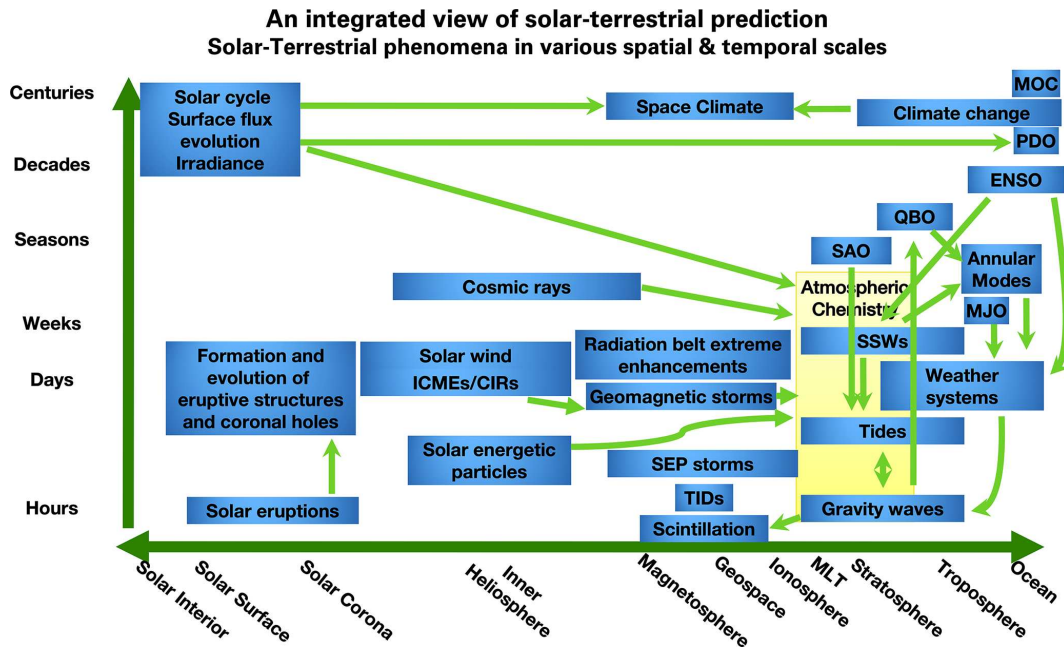 An integrated view of solar-terrestrial prediction
Solar-Terrestrial phenomena in various spatial & temporal scales
Centuries
Decades
Seasons
Weeks
Days
Hours
Solar cycle
Surface flux
evolution
Irradiance
Space Climate
MOC
Climate change
PDO
ENSO
QBO
SAO
Annular
Modes
Cosmic rays
Atmospheric
Chemistry
MJO
SSWs
Formation and
evolution of
eruptive structures
and coronal holes
Solar wind
ICMEs/CIRs
Radiation belt extreme
enhancements
Geomagnetic storms
Weather
systems
Solar energetic
particles
Tides
SEP storms
TIDs
Solar eruptions
Scintillation
Gravity waves
Solar Interior
Solar Surface
Solar Corona
Inner
Heliosphere
Magnetosphere
Geospace
Ionosphere
MLT
Stratosphere
Troposphere
Ocean